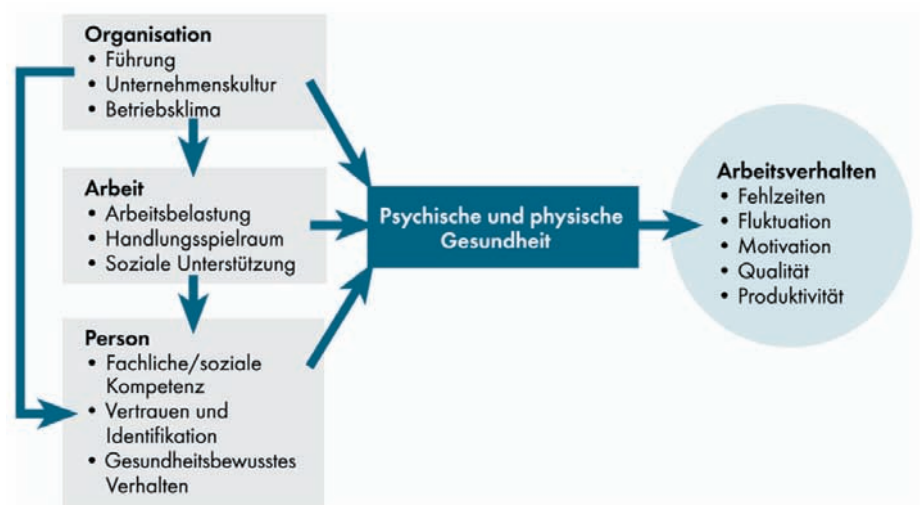 Organisation
• Führung
• Unternehmenskultur
• Betriebsklima
Arbeit
• Arbeitsbelastung
• Handlungsspielraum
• Soziale Unterstützung
Person
• Fachliche/soziale
Kompetenz
• Vertrauen und
Identifikation
• Gesundheitsbewusstes
Verhalten
Psychische und physische
Gesundheit
Arbeitsverhalten
• Fehlzeiten
• Fluktuation
• Motivation
• Qualität
• Produktivität